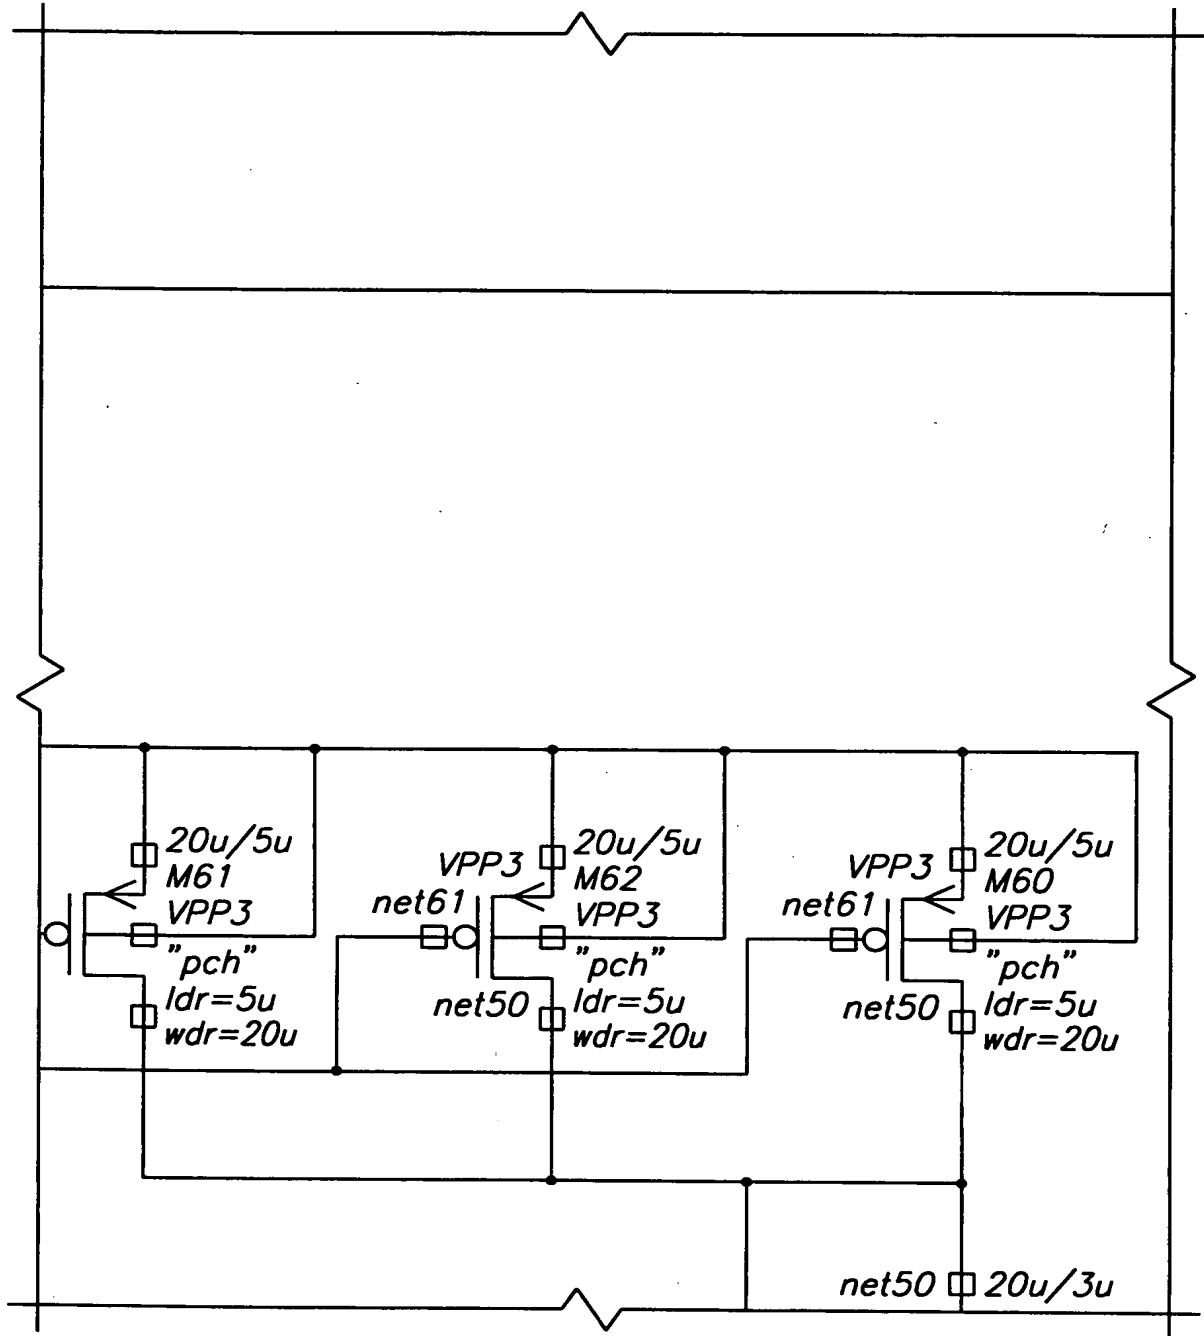 20u/5u
M61
VPP3
"pch"
ldr=5u
wdr=20u
VPP3
net61
net50
20u/5u
M62
VPP3
"pch"
ldr=5u
wdr=20u
VPP3
net61
net50
20u/5u
M60
VPP3
"pch"
ldr=5u
wdr=20u
net50
20u/3u